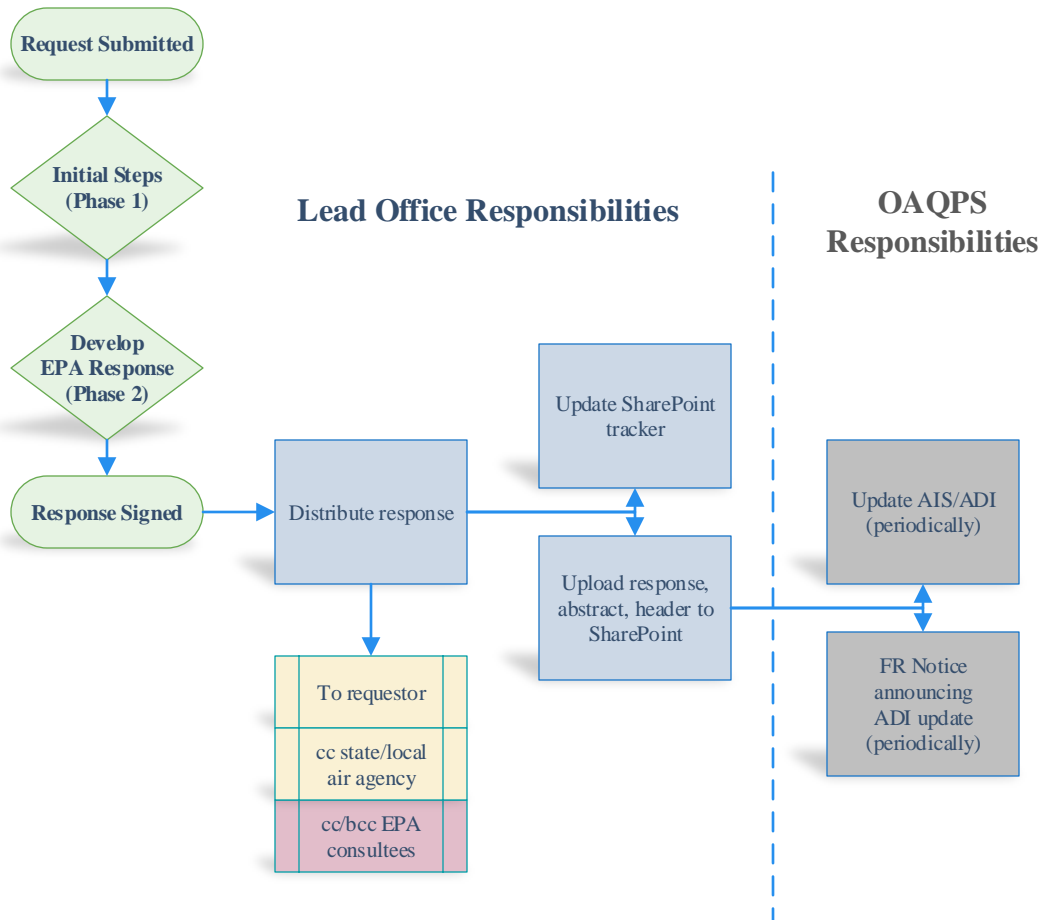 Request Submitted
Initial Steps
(Phase 1)
Lead Office Responsibilities
OAQPS
Responsibilities
Develop
EPA Response
(Phase 2)
Update SharePoint
tracker
Response Signed
Distribute response
Update AIS/ADI
(periodically)
Upload response,
abstract, header to
SharePoint
To requestor
cc state/local
air agency
cc/bcc EPA
consultees
FR Notice
announcing
ADI update
(periodically)